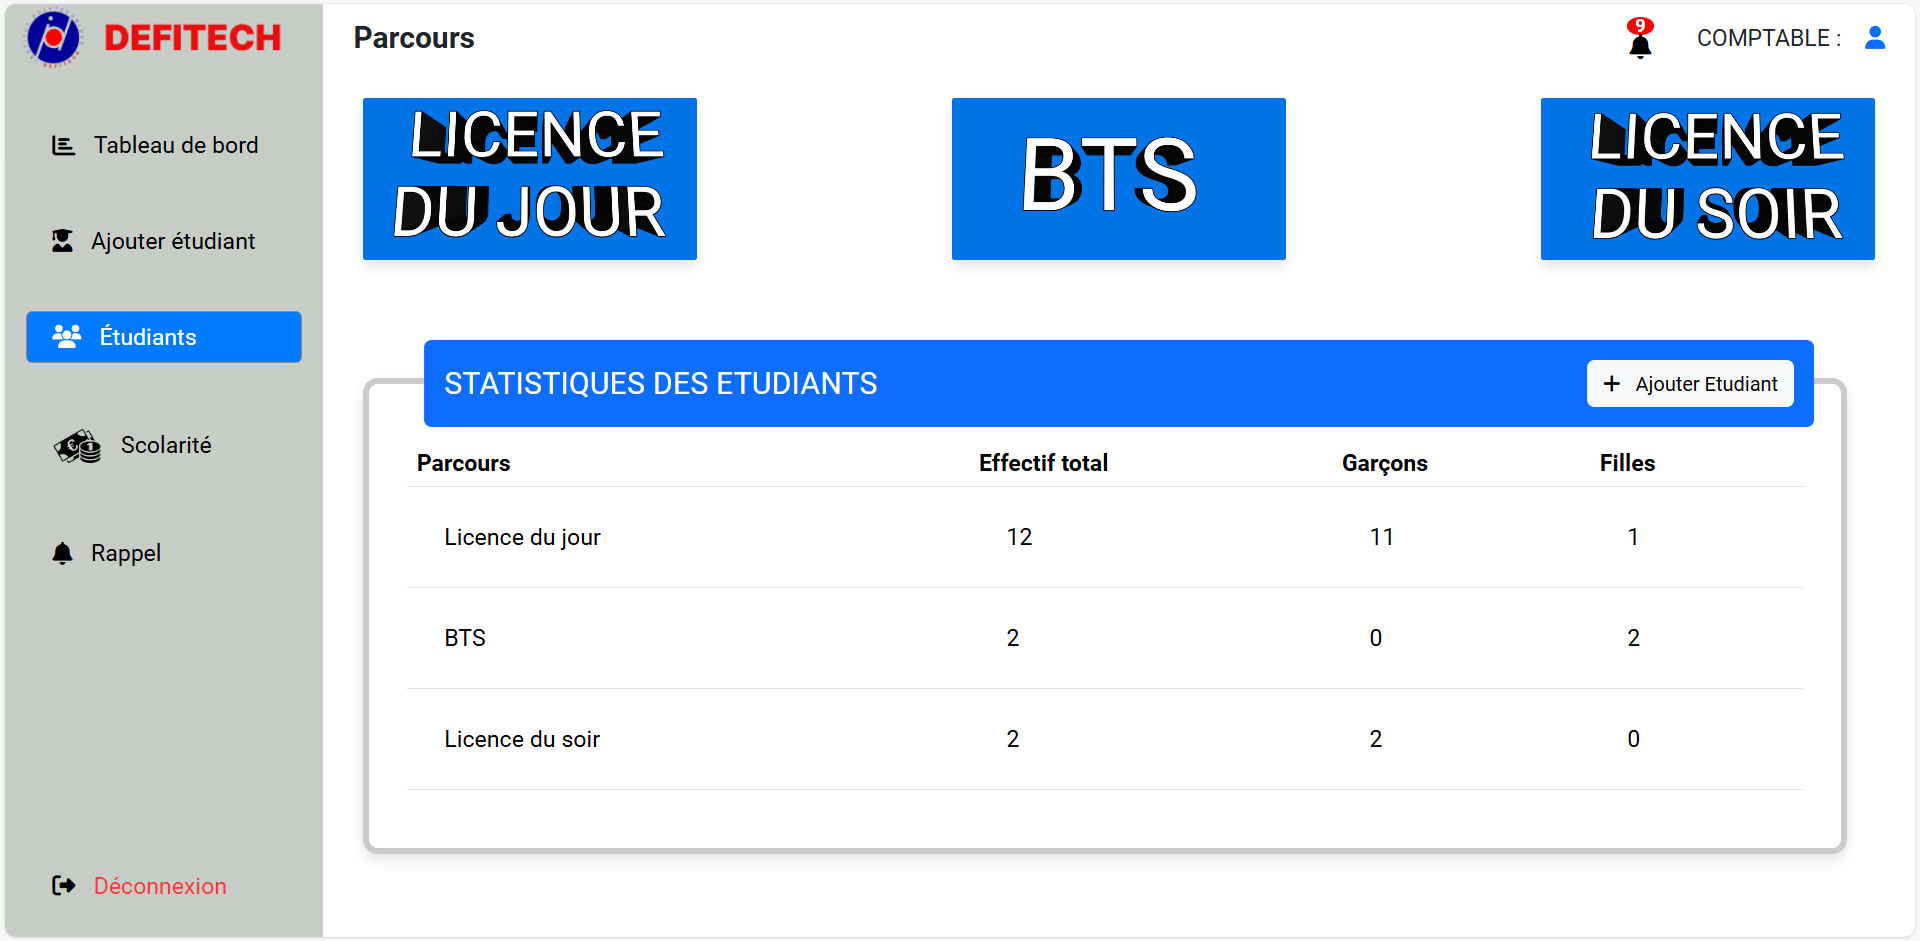 DEFITECH
Parcours
9
COMPTABLE :
Tableau de bord
Ajouter étudiant
Étudiants
Scolarité
Rappel
Déconnexion
LICENCE
DU JOUR
BTS
LICENCE
DU SOIR
STATISTIQUES DES ETUDIANTS
+ Ajouter Etudiant
Parcours Effectif total Garçons Filles
Licence du jour 12 11 1
BTS 2 0 2
Licence du soir 2 2 0